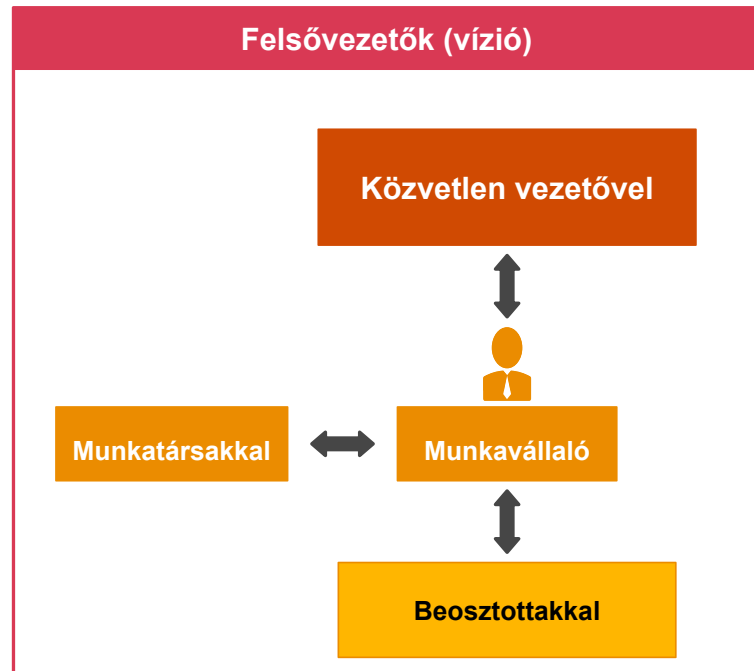 Felsővezetők (vízió)
Közvetlen vezetővel
Munkatársakkal
Munkavállaló
Beosztottakkal